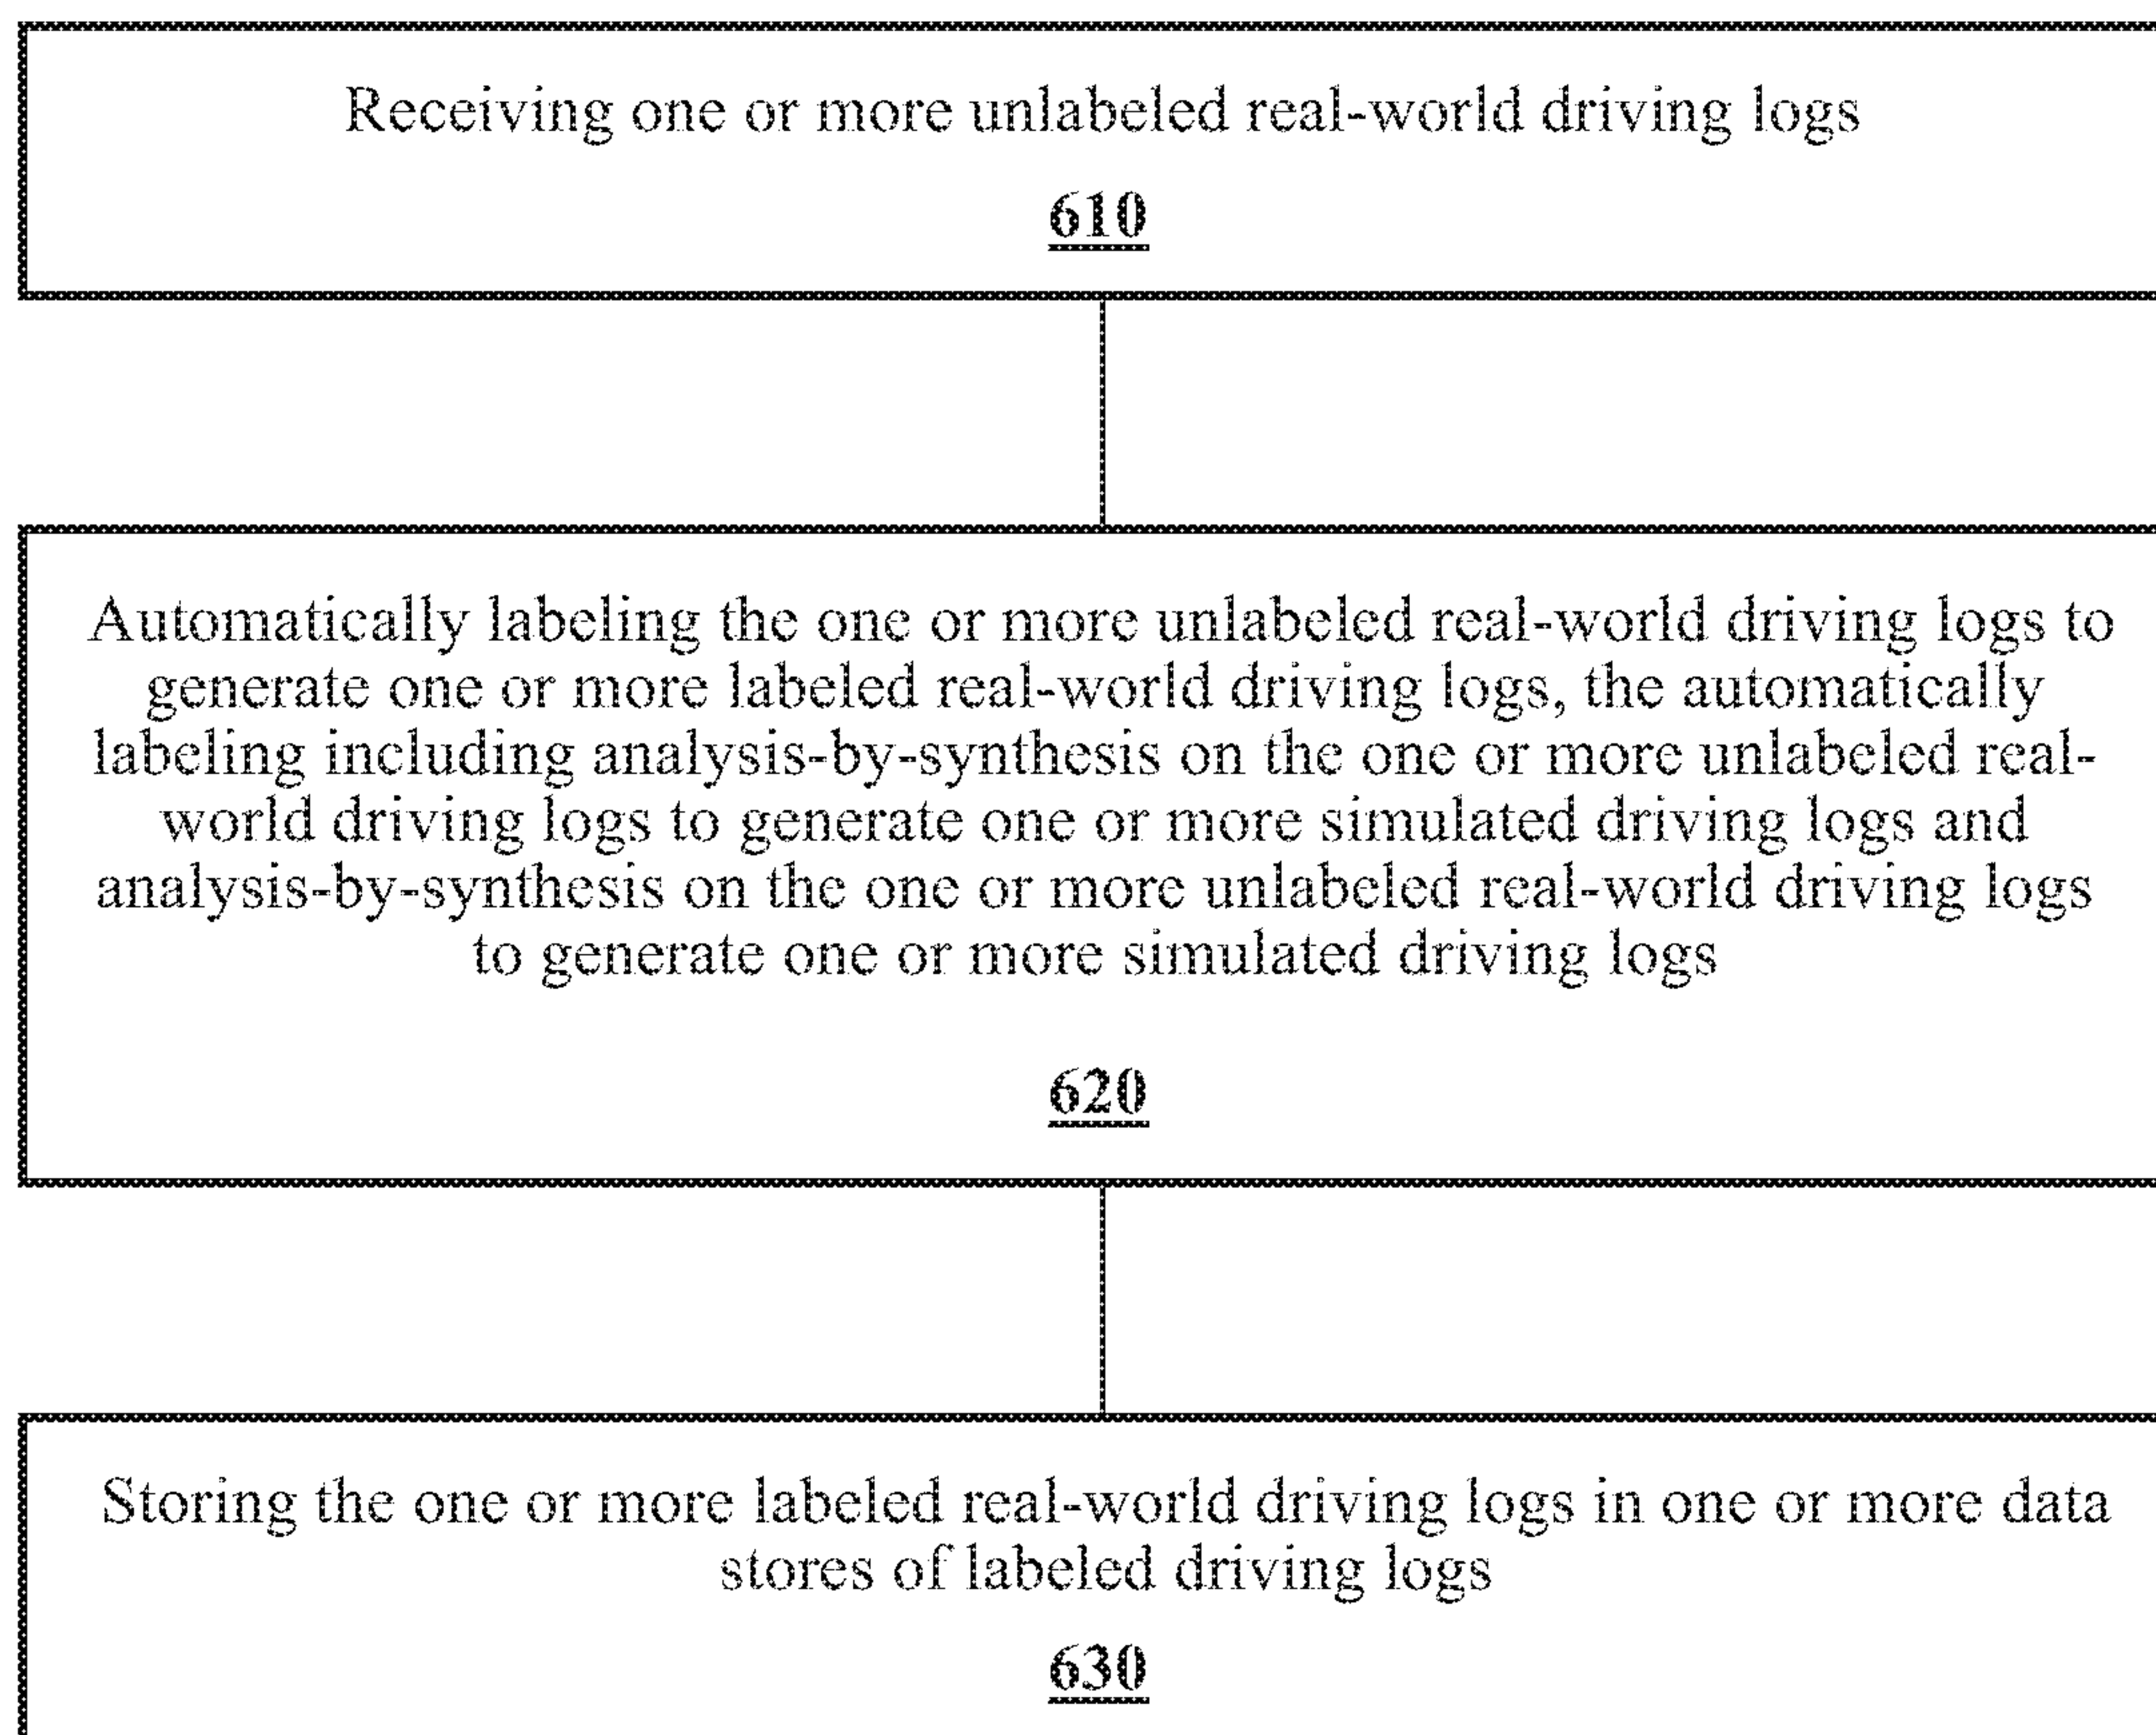 Receiving one or more unlabeled real-world driving logs
610
Automatically labeling the one or more unlabeled real-world driving logs to
generate one or more labeled real-world driving logs, the automatically
labeling including analysis-by-synthesis on the one or more unlabeled real-
world driving logs to generate one or more simulated driving logs and
analysis-by-synthesis on the one or more unlabeled real-world driving logs
to generate one or more simulated driving logs
620
Storing the one or more labeled real-world driving logs in one or more data
stores of labeled driving logs
630